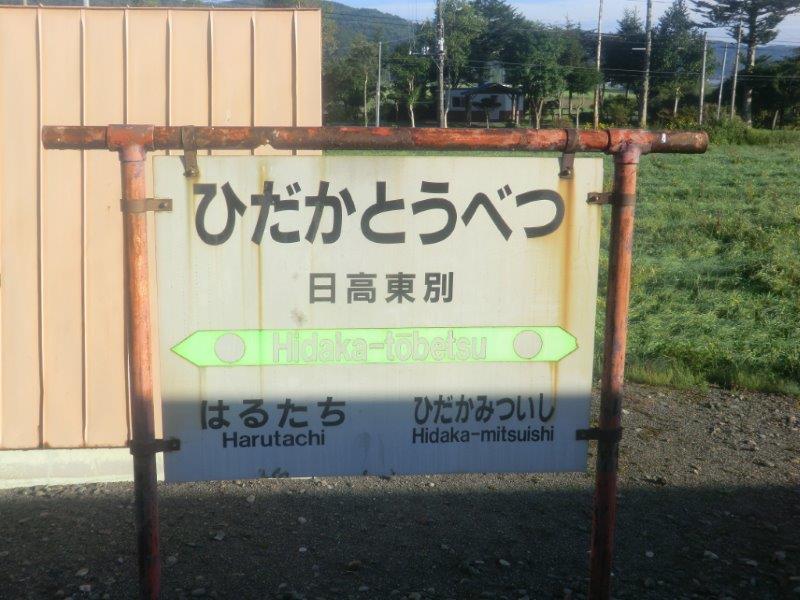 ひだかとうべつ
日高東別
Hidaka-tōbetsu
はるたち ひだかみついし
Harutachi Hidaka-mitsuishi